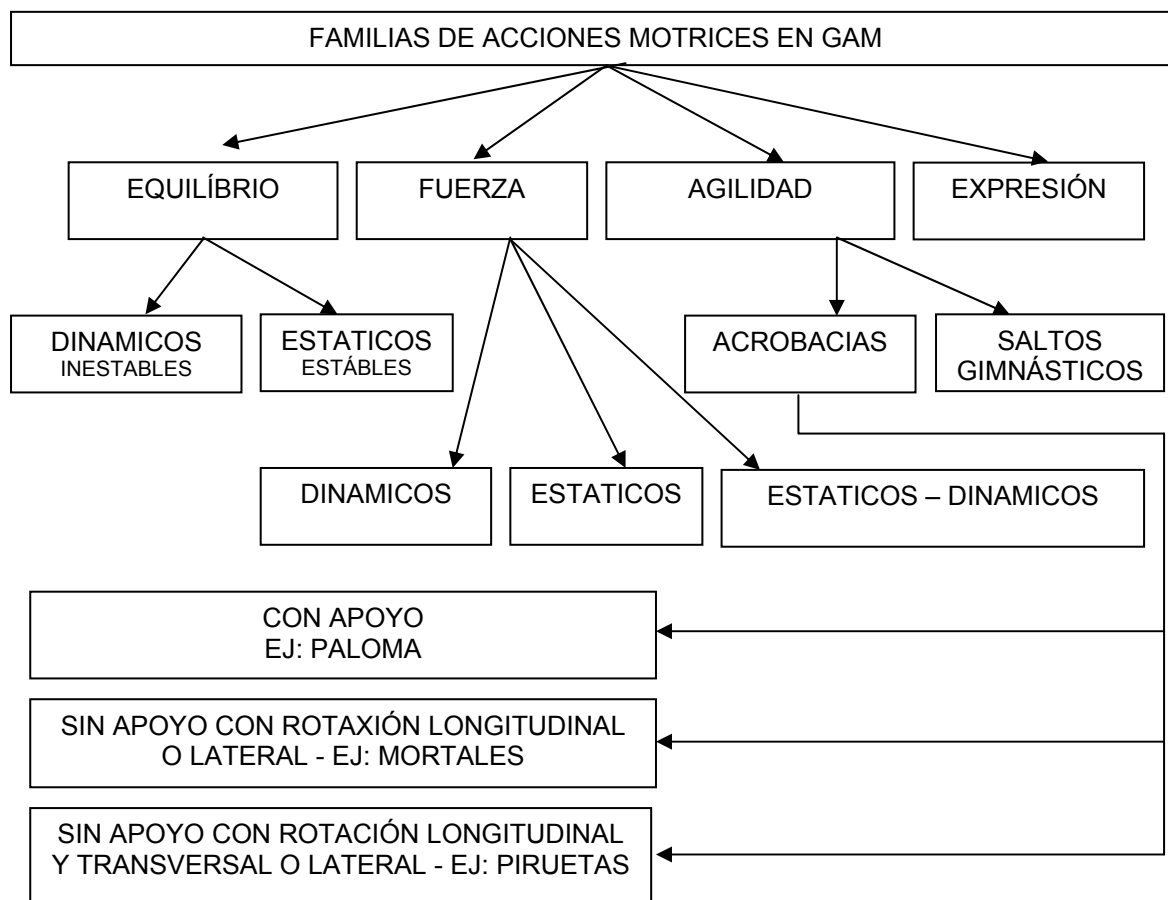 FAMILIAS DE ACCIONES MOTRICES EN GAM
EQUILÍBRIO
FUERZA
AGILIDAD
EXPRESIÓN
DINAMICOS
INESTABLES
ESTATICOS
ESTÁBLES
ACROBACIAS
SALTOS
GIMNÁSTICOS
DINAMICOS
ESTATICOS
ESTATICOS – DINAMICOS
CON APOYO
EJ: PALOMA
SIN APOYO CON ROTAXIÓN LONGITUDINAL
O LATERAL - EJ: MORTALES
SIN APOYO CON ROTACIÓN LONGITUDINAL
Y TRANSVERSAL O LATERAL - EJ: PIRUETAS